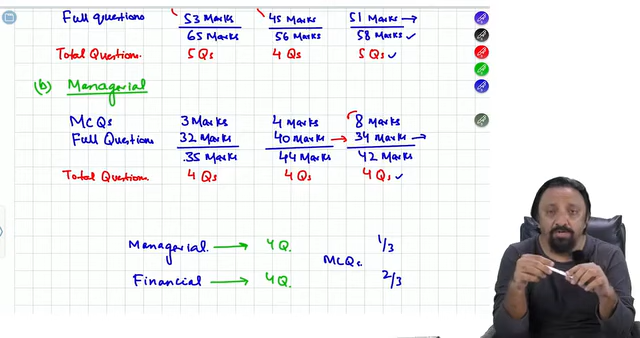 Full questions 53 Marks 45 Marks 51 Marks →
65 Marks 56 Marks 58 Marks ✓
Total Questions 5 Qs 4 Qs 5 Qs ✓
(b) Managerial
MCQs 3 Marks 4 Marks 8 Marks
Full Questions 32 Marks 40 Marks → 34 Marks →
35 Marks 44 Marks 42 Marks
Total Questions 4 Qs 4 Qs 4 Qs ✓
Managerial → 4 Q. 1/3
MCQs.
Financial → 4 Q. 2/3